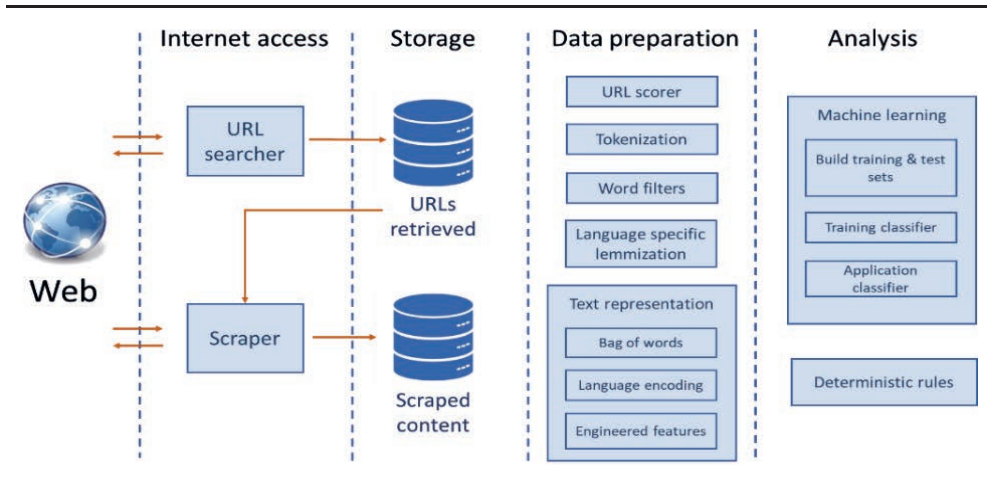 Internet access
Storage
Data preparation
Analysis
Web
URL
searcher
Scraper
URLs
retrieved
Scraped
content
URL scorer
Tokenization
Word filters
Language specific
lemmization
Text representation
Bag of words
Language encoding
Engineered features
Machine learning
Build training & test
sets
Training classifier
Application
classifier
Deterministic rules